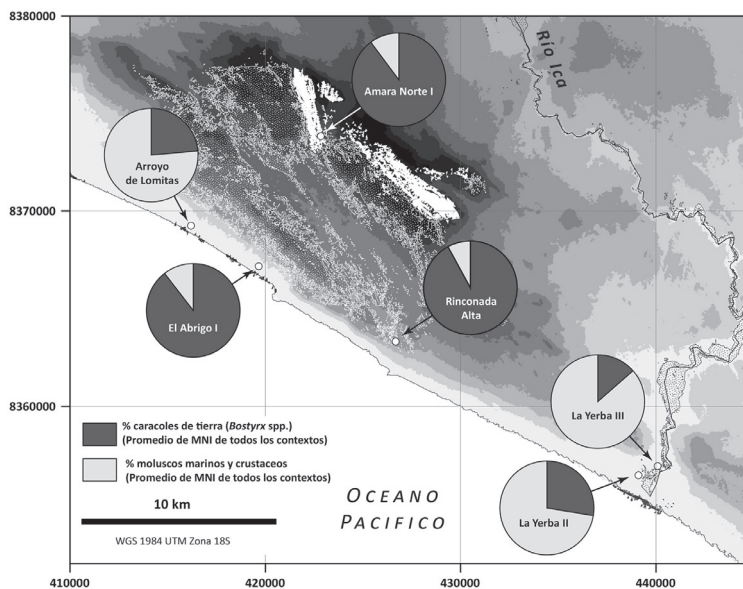 8380000
Río Ica
Amara Norte I
Arroyo
de Lomitas
8370000
El Abrigo I
Rinconada
Alta
La Yerba III
8360000
% caracoles de tierra (Bostyrx spp.)
(Promedio de MNI de todos los contextos)
% moluscos marinos y crustaceos
(Promedio de MNI de todos los contextos)
10 km
OCEANO
PACIFICO
La Yerba II
WGS 1984 UTM Zona 18S
410000
420000
430000
440000